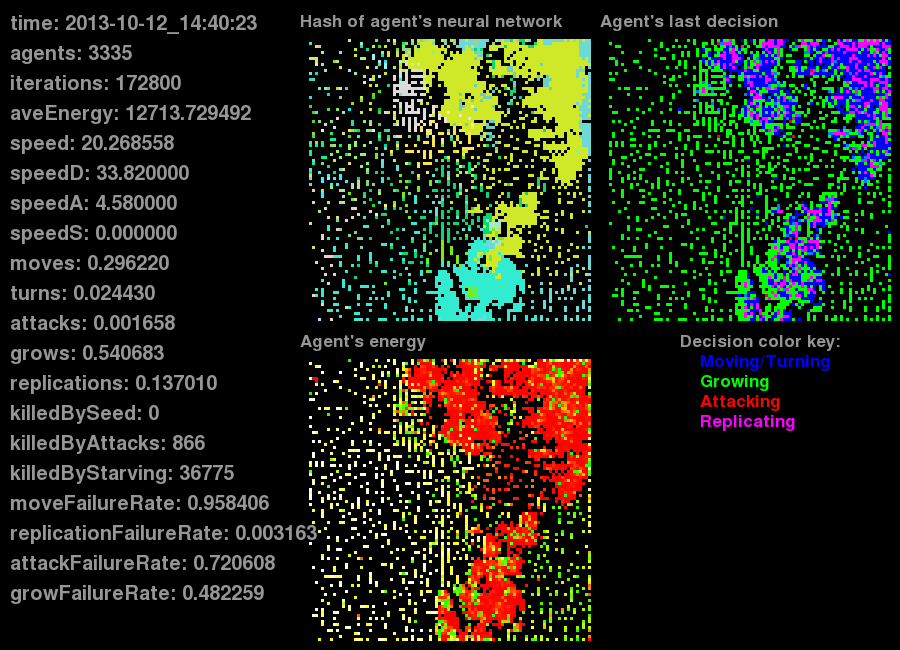 time: 2013-10-12_14:40:23
agents: 3335
iterations: 172800
aveEnergy: 12713.729492
speed: 20.268558
speedD: 33.820000
speedA: 4.580000
speedS: 0.000000
moves: 0.296220
turns: 0.024430
attacks: 0.001658
grows: 0.540683
replications: 0.137010
killedBySeed: 0
killedByAttacks: 866
killedByStarving: 36775
moveFailureRate: 0.958406
replicationFailureRate: 0.003163
attackFailureRate: 0.720608
growFailureRate: 0.482259
Hash of agent's neural network
Agent's last decision
Agent's energy
Decision color key:
Moving/Turning
Growing
Attacking
Replicating